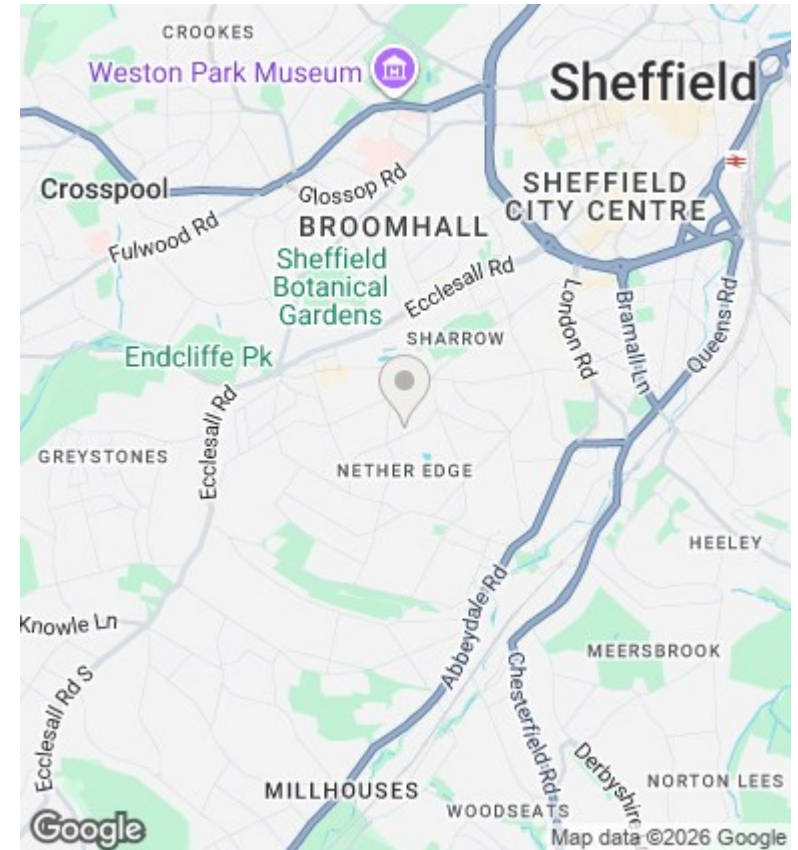 CROOKES
Weston Park Museum
Sheffield
Crosspool
Glossop Rd
SHEFFIELD
CITY CENTRE
Fulwood Rd
BROOMHALL
Sheffield
Botanical
Gardens
Ecclesall Rd
London Rd
Bramall Ln
Queens Rd
SHARROW
Endcliffe Pk
Ecclesall Rd
GREYSTONES
NETHER EDGE
HEELEY
Abbeydale Rd
Knowle Ln
MEERSBROOK
Chesterfield Rd
Ecclesall Rd S
Derbyshire
NORTON LEES
MILLHOUSES
WOODSEATS
Google
Map data ©2026 Google